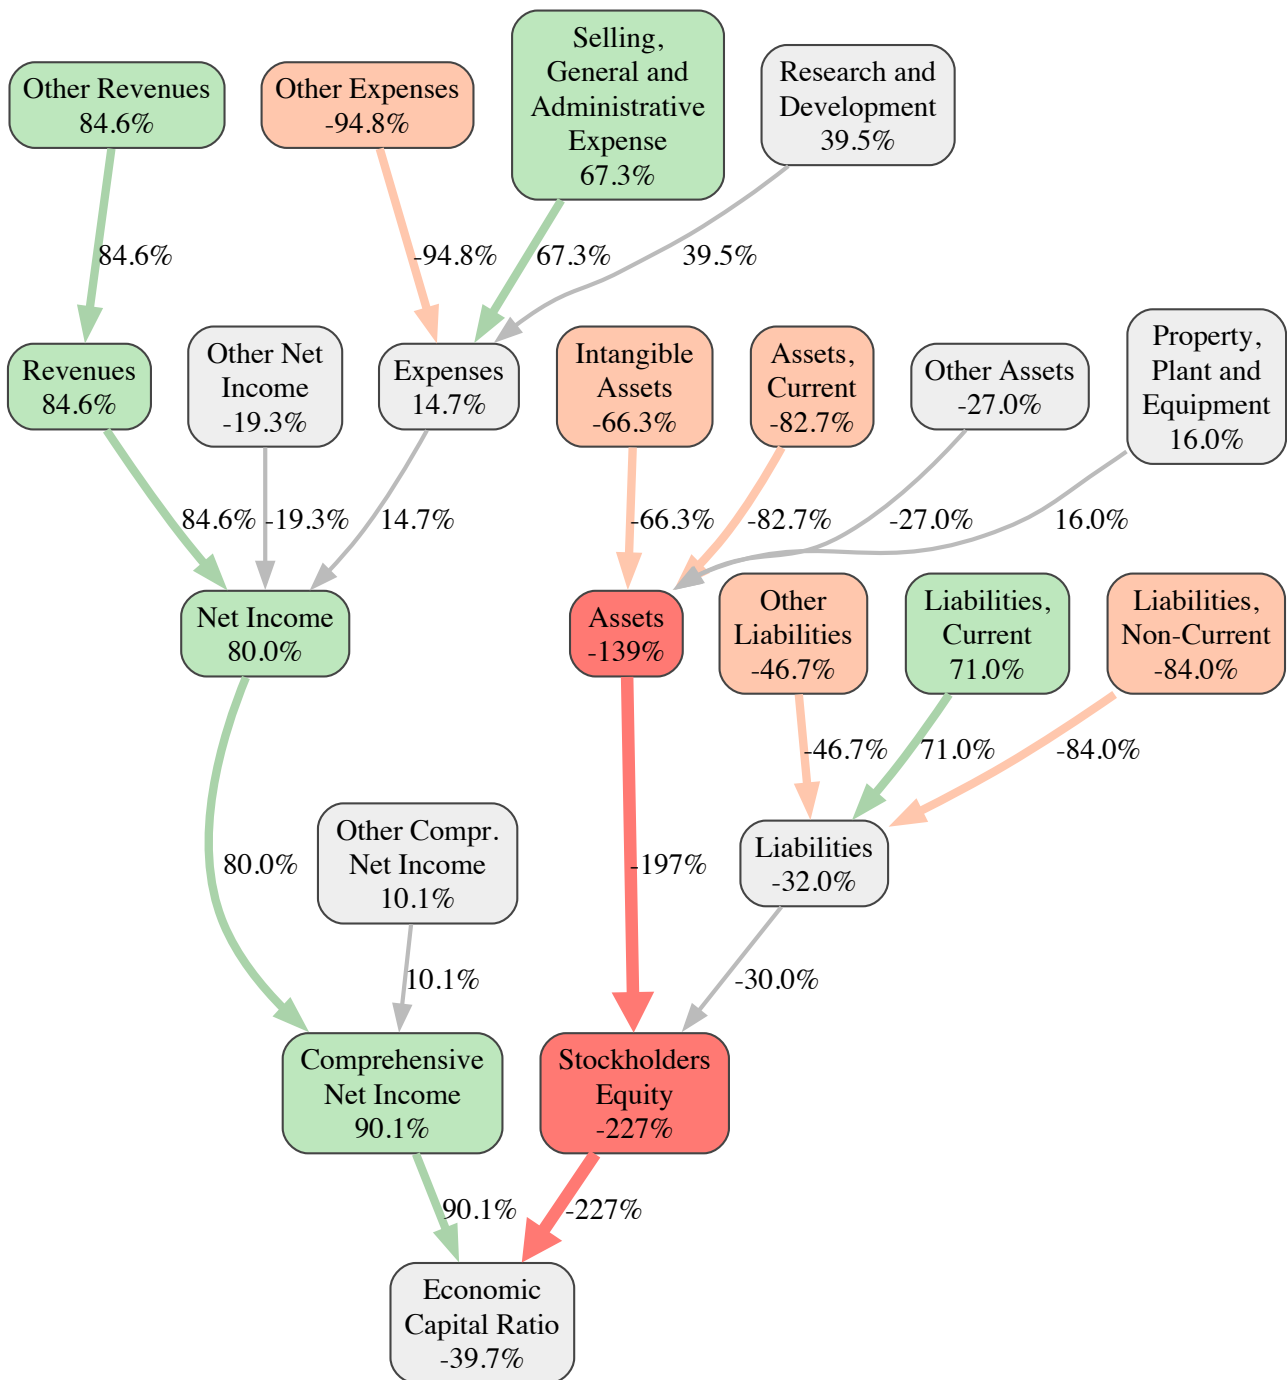 Other Revenues
84.6%
Other Expenses
-94.8%
Selling,
General and
Administrative
Expense
67.3%
Research and
Development
39.5%
84.6%
-94.8%
67.3%
39.5%
Revenues
84.6%
Other Net
Income
-19.3%
Expenses
14.7%
Intangible
Assets
-66.3%
Assets,
Current
-82.7%
Other Assets
-27.0%
Property,
Plant and
Equipment
16.0%
84.6%
-19.3%
14.7%
-66.3%
-82.7%
-27.0%
16.0%
Net Income
80.0%
Assets
-139%
Other
Liabilities
-46.7%
Liabilities,
Current
71.0%
Liabilities,
Non-Current
-84.0%
-46.7%
71.0%
-84.0%
Other Compr.
Net Income
10.1%
Liabilities
-32.0%
80.0%
-197%
10.1%
-30.0%
Comprehensive
Net Income
90.1%
Stockholders
Equity
-227%
90.1%
-227%
Economic
Capital Ratio
-39.7%